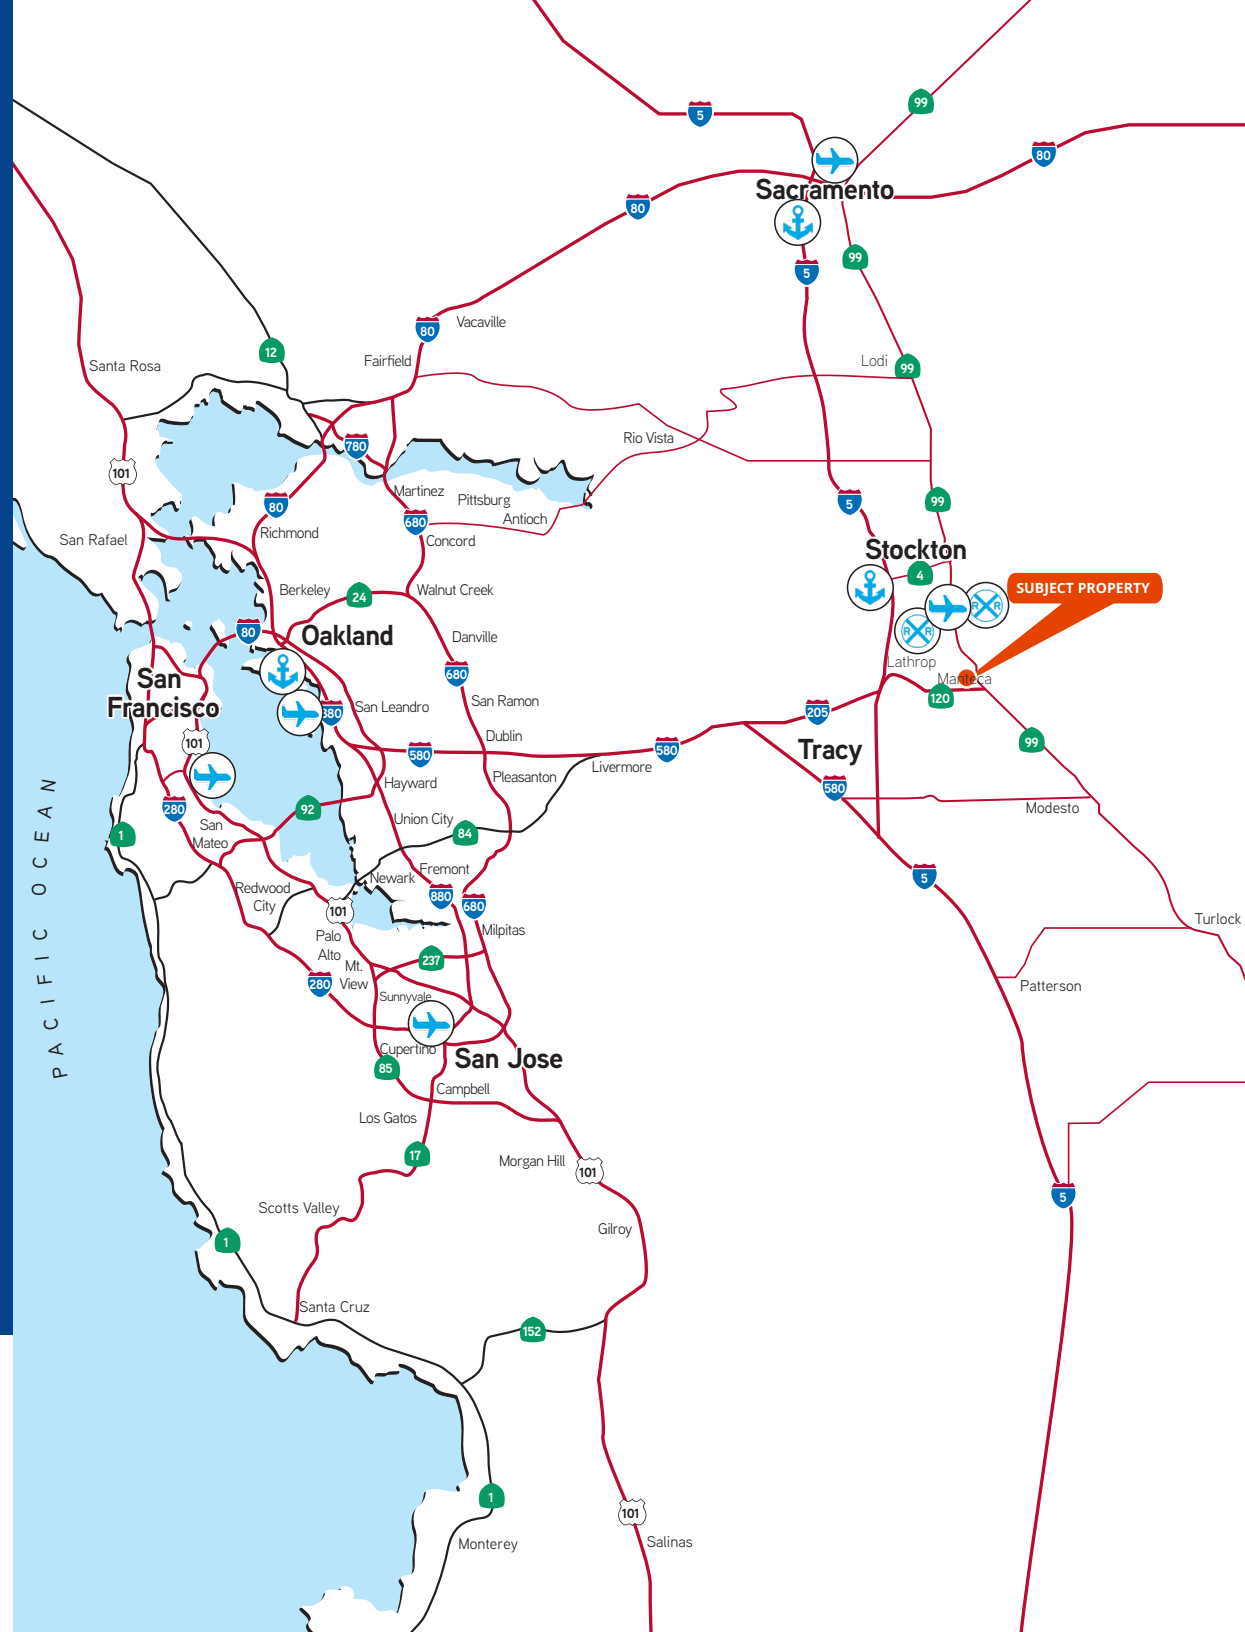 5
99
80
Sacramento
80
99
5
80
Vacaville
12
Fairfield
Santa Rosa
Lodi
99
Rio Vista
780
101
Martinez
Pittsburg
80
5
99
680
Antioch
Richmond
San Rafael
Concord
Stockton
4
Berkeley
24
Walnut Creek
SUBJECT PROPERTY
R R
R R
80
Oakland
Danville
Lathrop
680
Manteca
San
Francisco
120
San Ramon
880
San Leandro
205
Dublin
101
99
580
580
Tracy
Livermore
Pleasanton
Hayward
580
280
92
Modesto
Union City
1
San
Mateo
84
PACIFIC OCEAN
Fremont
Newark
5
Redwood
City
880
680
101
Turlock
Milpitas
Palo
Alto
237
Mt.
View
280
Patterson
Sunnyvale
Cupertino
San Jose
85
Campbell
Los Gatos
17
Morgan Hill
101
5
Scotts Valley
Gilroy
1
Santa Cruz
152
1
101
Monterey
Salinas